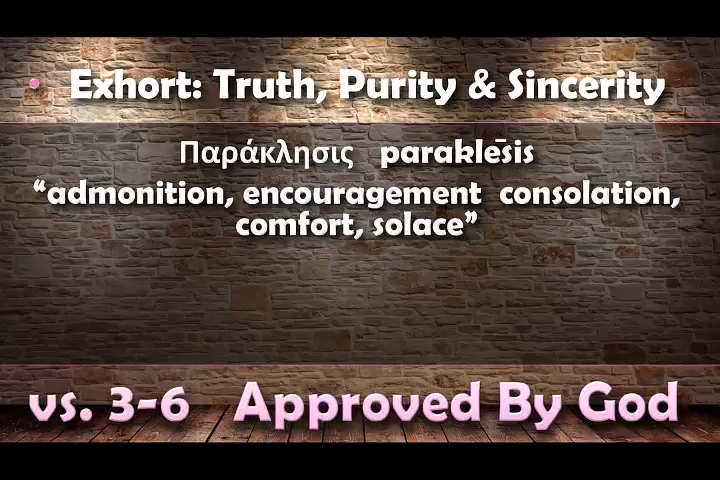 • Exhort: Truth, Purity & Sincerity
Παράκλησις paraklēsis
“admonition, encouragement consolation,
comfort, solace”
vs. 3-6 Approved By God